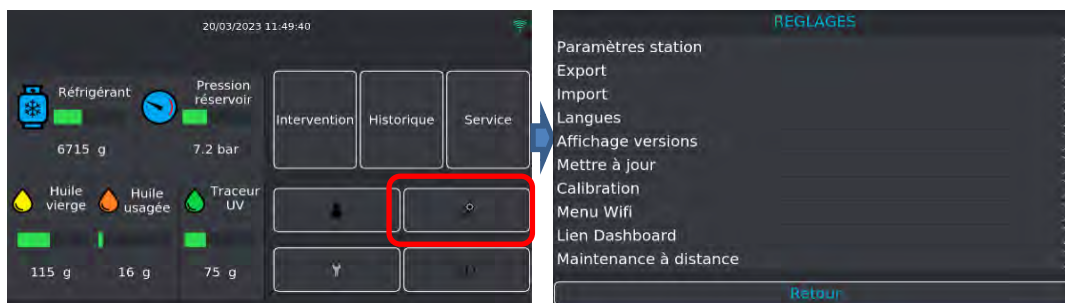 20/03/2023 11:49:40
Réfrigérant
Pression
réservoir
6715 g
7.2 bar
Huile
vierge
Huile
usagée
Traceur
UV
115 g
16 g
75 g
Intervention
Historique
Service
REGLAGES
Paramètres station
Export
Import
Langues
Affichage versions
Mettre à jour
Calibration
Menu Wifi
Lien Dashboard
Maintenance à distance
Retour